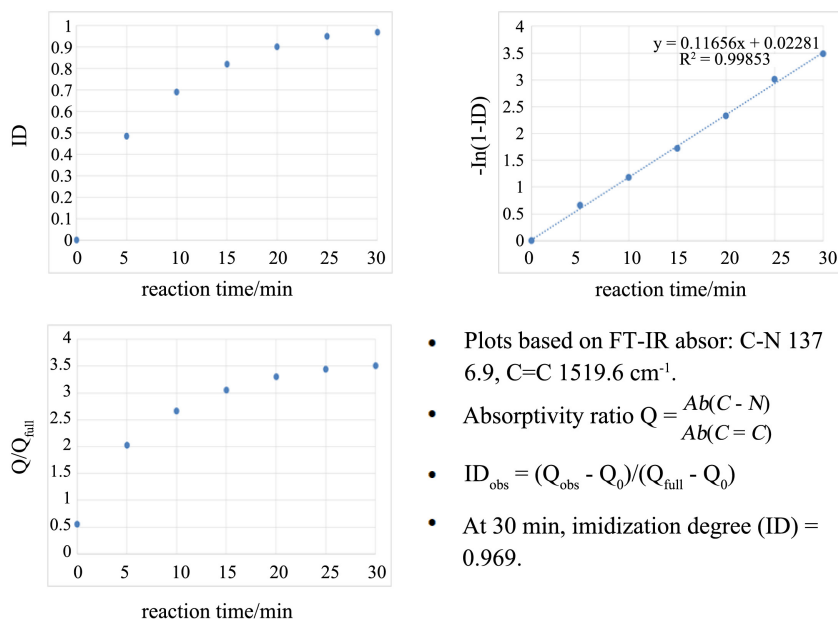 1
0.9
0.8
0.7
0.6
0.5
0.4
0.3
0.2
0.1
0
ID
0 5 10 15 20 25 30
reaction time/min
4
3.5
3
2.5
2
1.5
1
0.5
0
-In(1-ID)
y = 0.11656x + 0.02281
R² = 0.99853
0 5 10 15 20 25 30
reaction time/min
4
3.5
3
2.5
2
1.5
1
0.5
0
Q/Q_full
0 5 10 15 20 25 30
reaction time/min
• Plots based on FT-IR absor: C-N 137
6.9, C=C 1519.6 cm⁻¹.
• Absorptivity ratio Q = Ab(C - N)
Ab(C = C)
• ID_obs = (Q_obs - Q₀)/(Q_full - Q₀)
• At 30 min, imidization degree (ID) =
0.969.